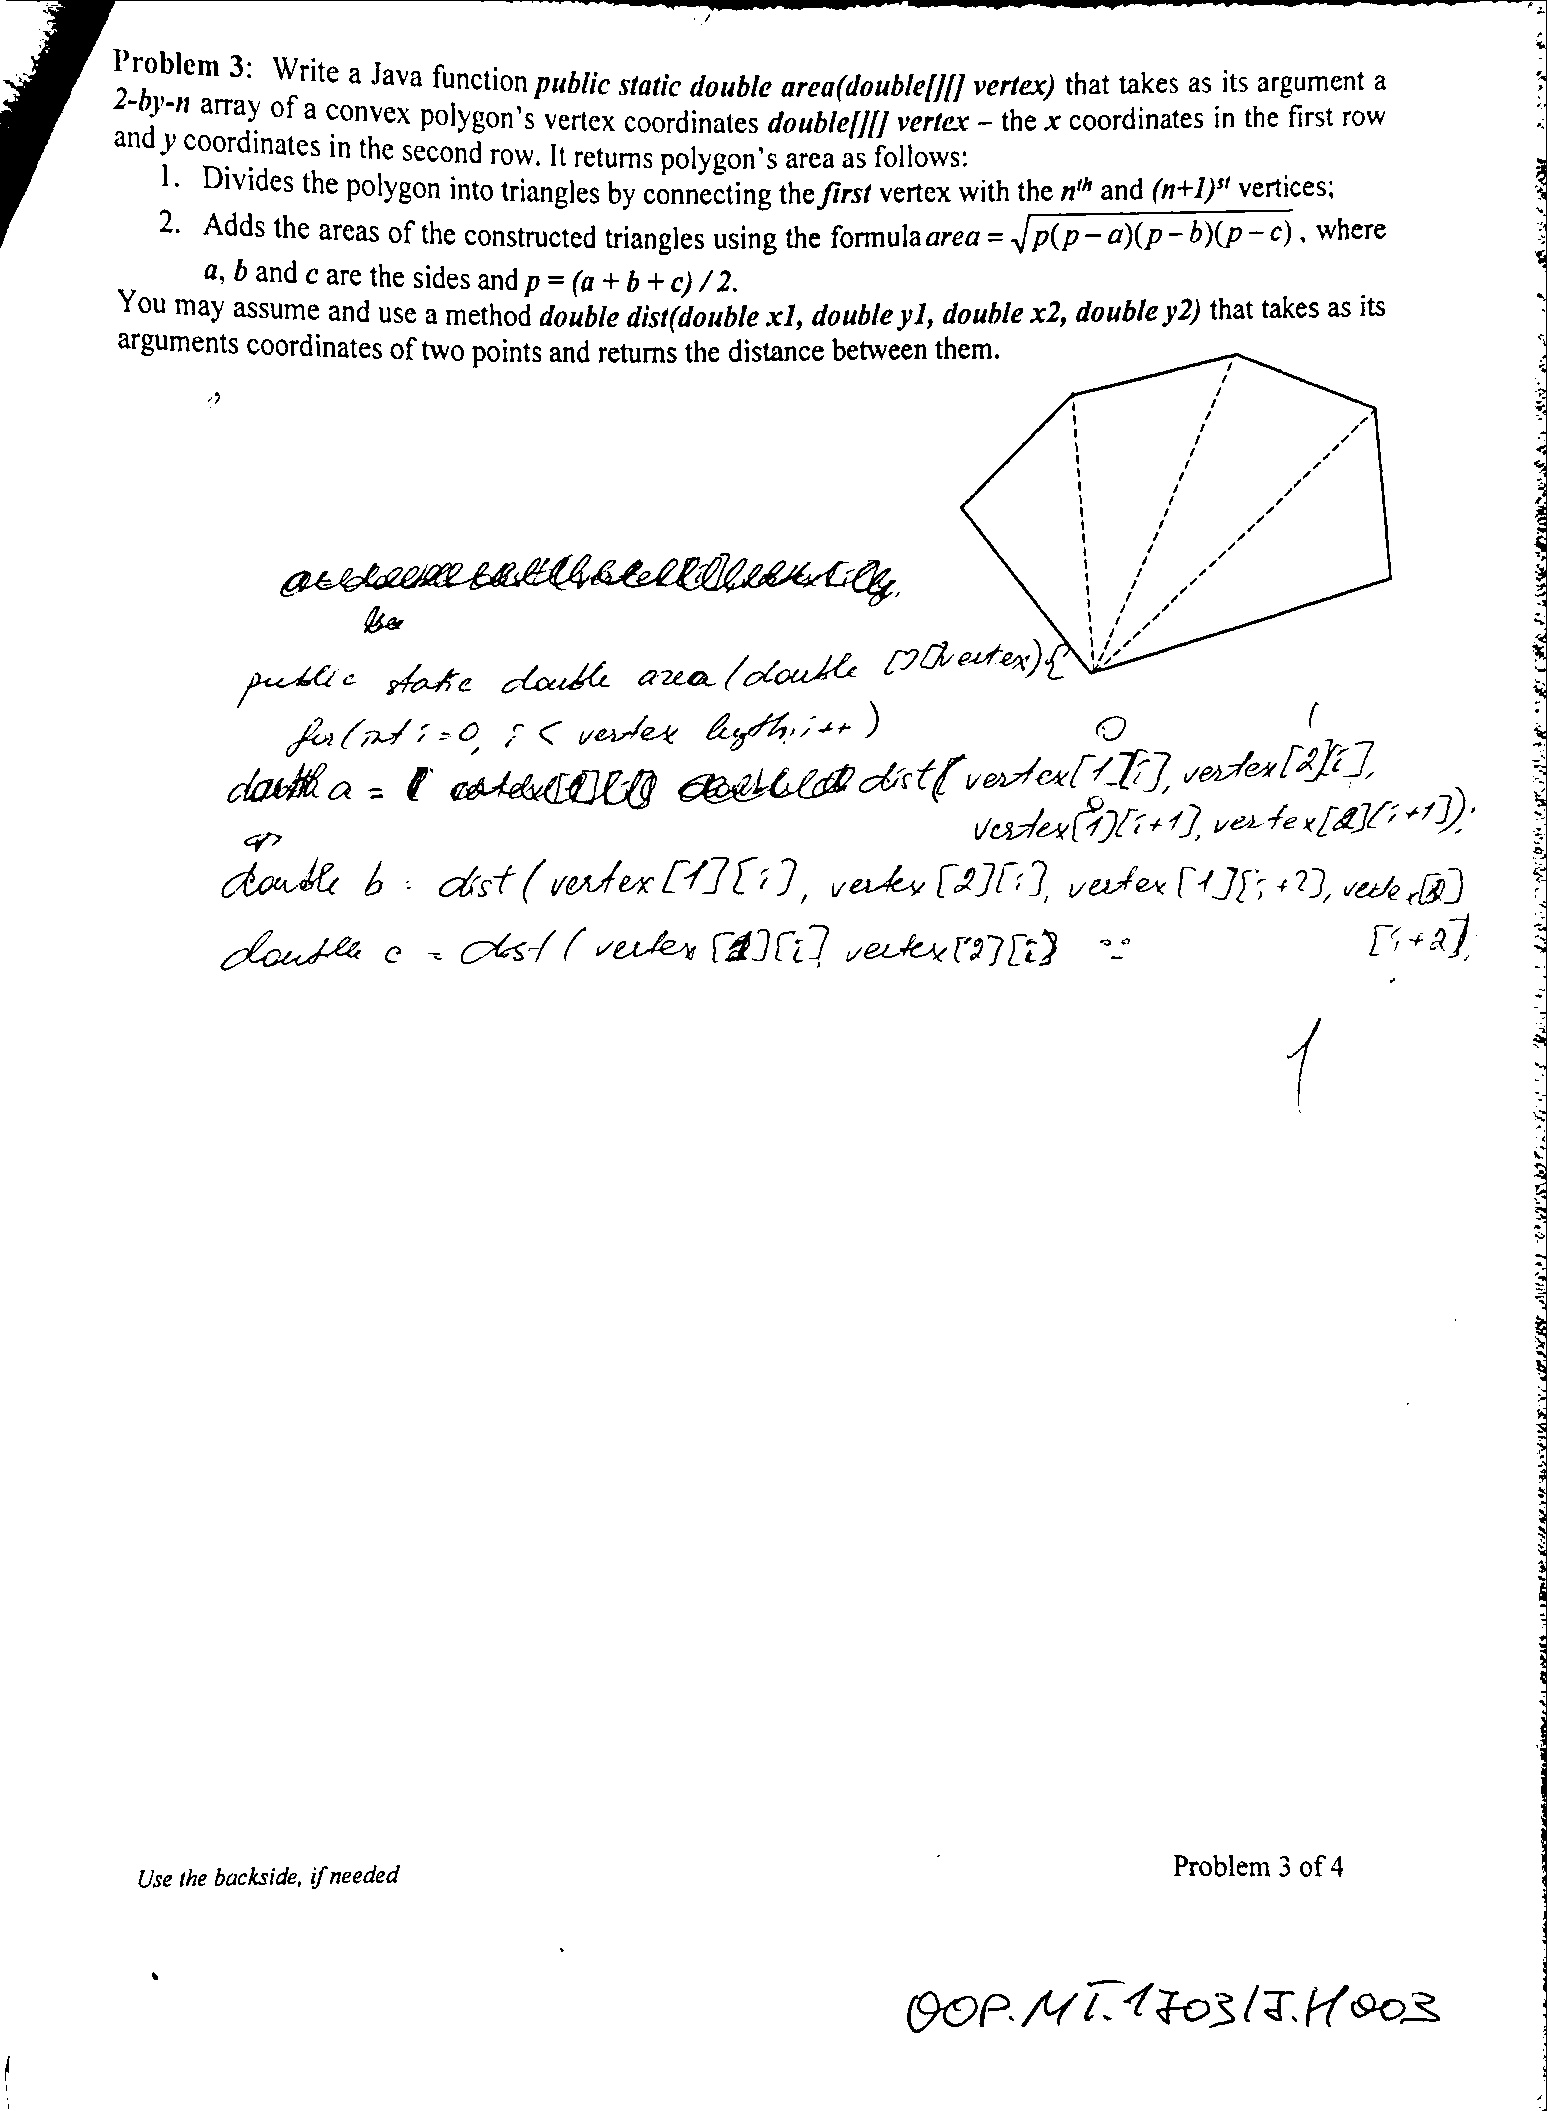 Problem 3: Write a Java function public static double area(double[][] vertex) that takes as its argument a
2-by-n array of a convex polygon's vertex coordinates double[][] vertex – the x coordinates in the first row
and y coordinates in the second row. It returns polygon's area as follows:
1. Divides the polygon into triangles by connecting the first vertex with the nth and (n+1)st vertices;
2. Adds the areas of the constructed triangles using the formula area = √p(p – a)(p – b)(p – c) , where
a, b and c are the sides and p = (a + b + c) / 2.
You may assume and use a method double dist(double x1, double y1, double x2, double y2) that takes as its
arguments coordinates of two points and returns the distance between them.
public static double area (double [][] vertex) {
for (int i = 0, i < vertex length, i++)
0 1
double a = dist( vertex[1][i], vertex[2][i],
0
vertex[1][i+1], vertex[2][i+1]);
double b = dist ( vertex [1][i], vertex [2][i], vertex [1][i+2], vertex[2]
[i+2],
double c = dist ( vertex [1][i] vertex [2][i]
1
Use the backside, if needed
Problem 3 of 4
OOP.MT.170317.H003